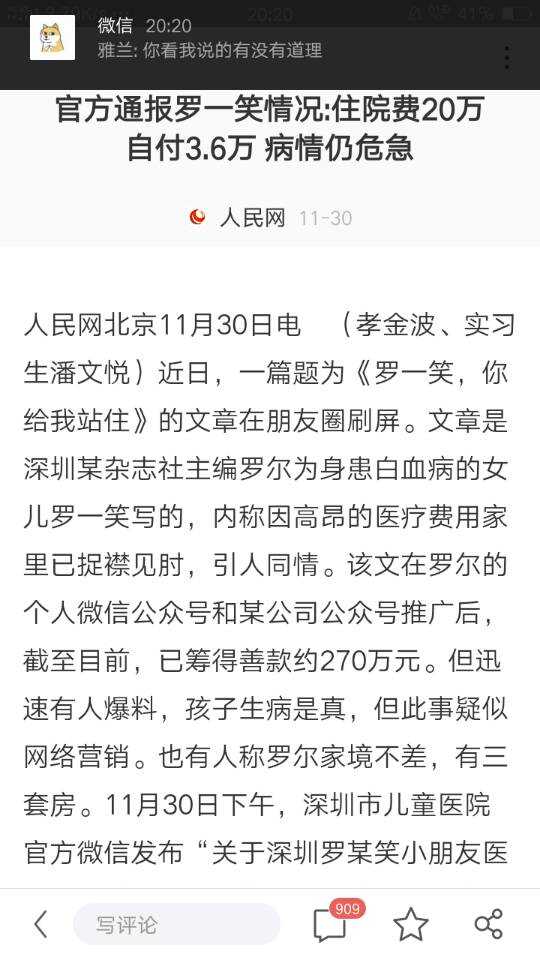 微信 20:20
20:20
41%
雅兰: 你看我说的有没有道理
官方通报罗一笑情况:住院费20万
自付3.6万 病情仍危急
人民网 11-30
人民网北京11月30日电 （孝金波、实习
生潘文悦）近日，一篇题为《罗一笑，你
给我站住》的文章在朋友圈刷屏。文章是
深圳某杂志社主编罗尔为身患白血病的女
儿罗一笑写的，内称因高昂的医疗费用家
里已捉襟见肘，引人同情。该文在罗尔的
个人微信公众号和某公司公众号推广后，
截至目前，已筹得善款约270万元。但迅
速有人爆料，孩子生病是真，但此事疑似
网络营销。也有人称罗尔家境不差，有三
套房。11月30日下午，深圳市儿童医院
官方微信发布“关于深圳罗某笑小朋友医
写评论
909